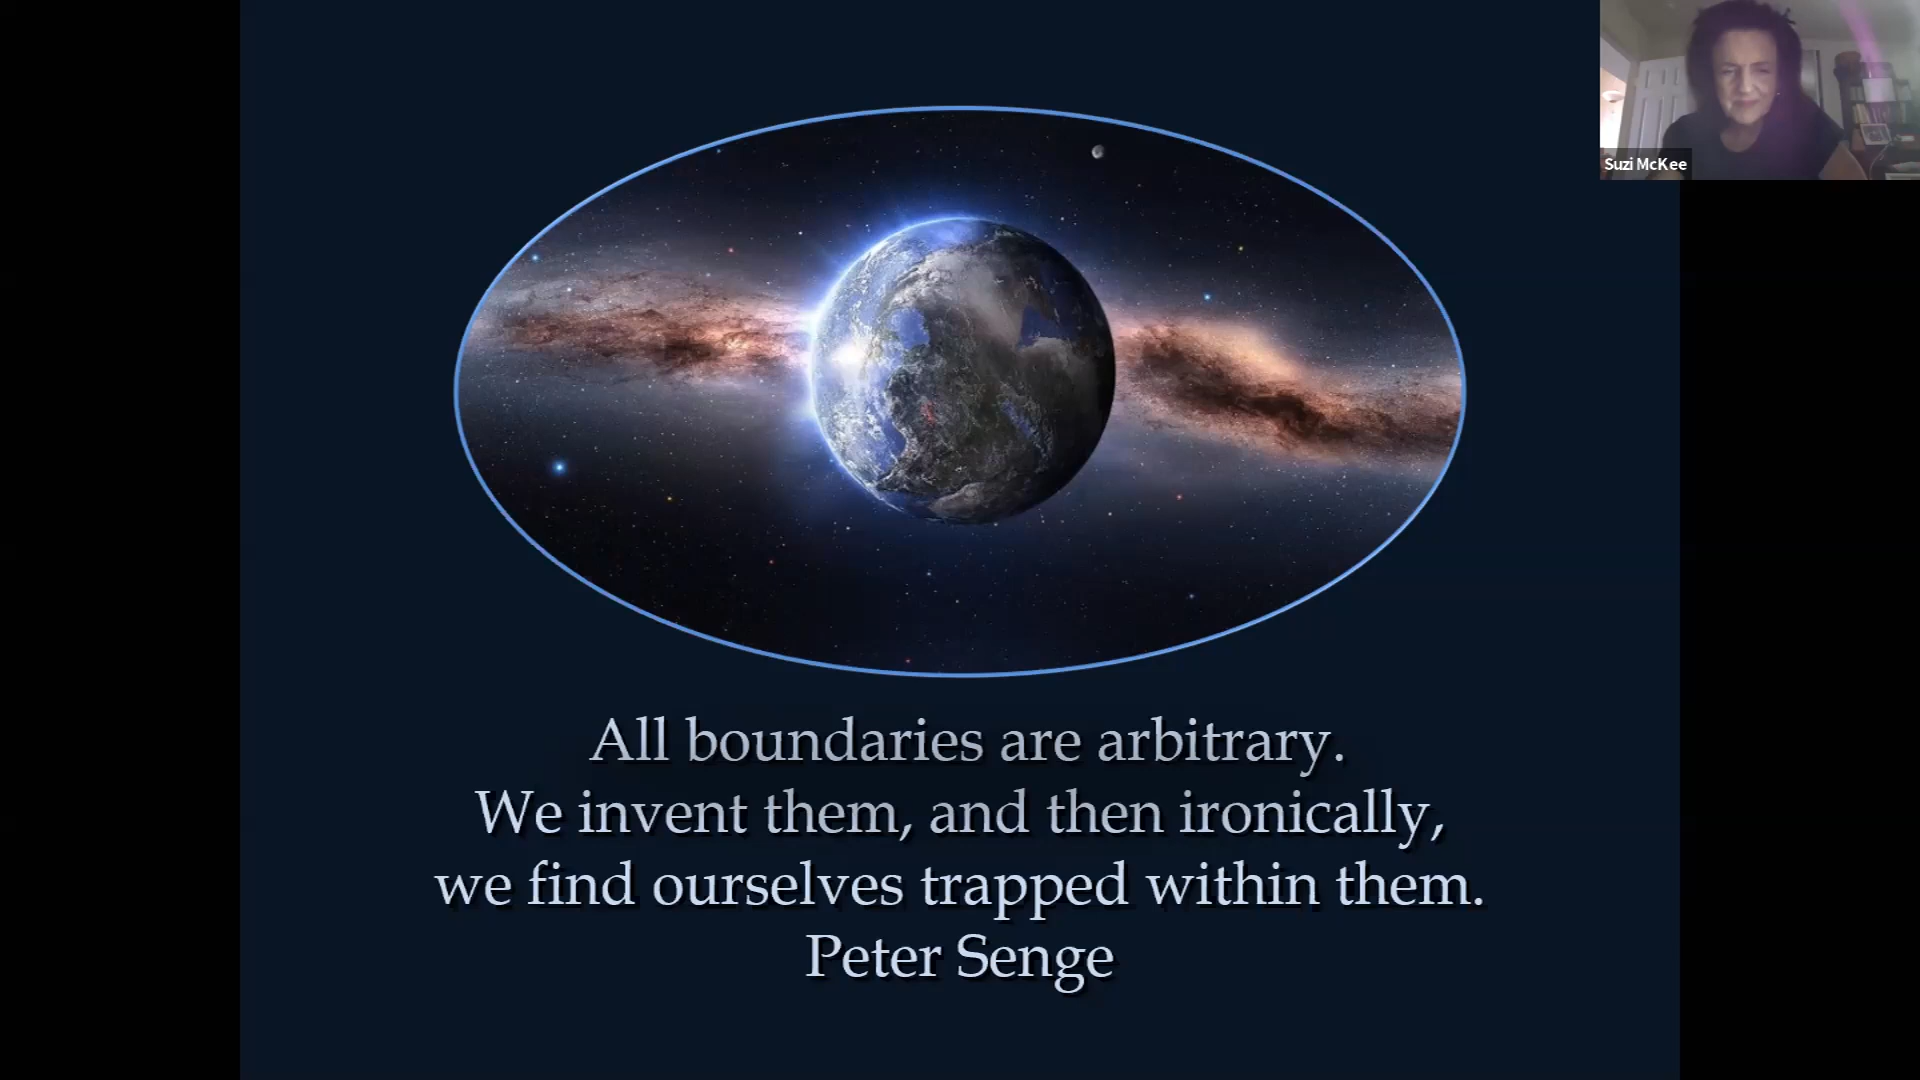 Suzi McKee
All boundaries are arbitrary.
We invent them, and then ironically,
we find ourselves trapped within them.
Peter Senge